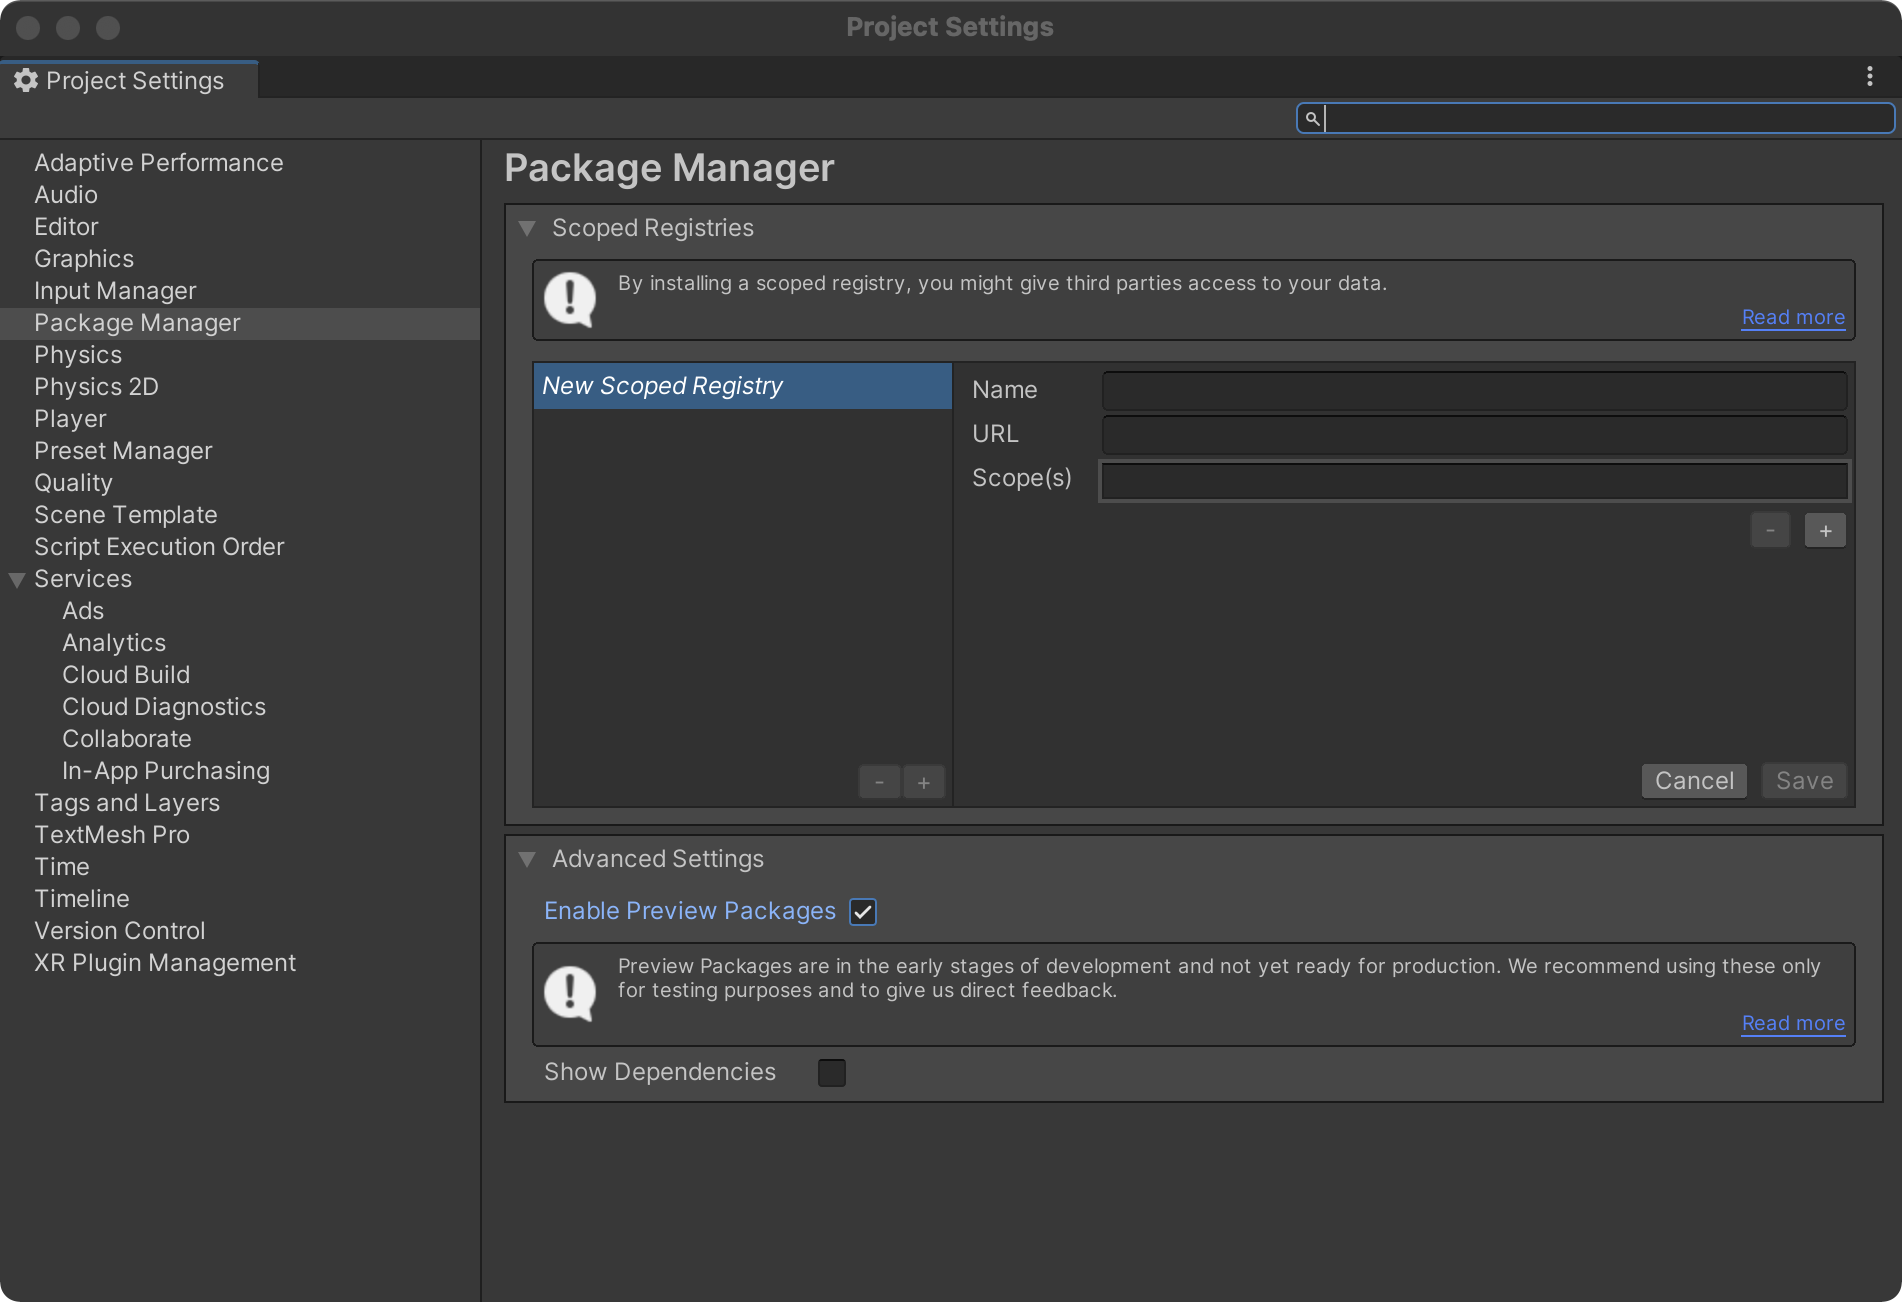 Project Settings
Project Settings
Adaptive Performance
Audio
Editor
Graphics
Input Manager
Package Manager
Physics
Physics 2D
Player
Preset Manager
Quality
Scene Template
Script Execution Order
Services
Ads
Analytics
Cloud Build
Cloud Diagnostics
Collaborate
In-App Purchasing
Tags and Layers
TextMesh Pro
Time
Timeline
Version Control
XR Plugin Management
Package Manager
Scoped Registries
By installing a scoped registry, you might give third parties access to your data.
Read more
New Scoped Registry
- +
Name
URL
Scope(s)
- +
Cancel Save
Advanced Settings
Enable Preview Packages
Preview Packages are in the early stages of development and not yet ready for production. We recommend using these only
for testing purposes and to give us direct feedback.
Read more
Show Dependencies